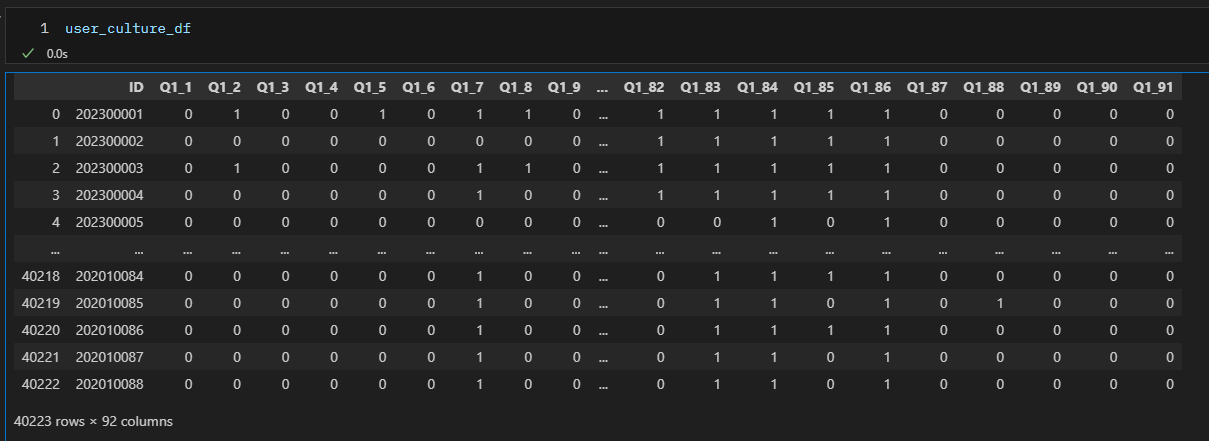 1 user_culture_df
0.0s
ID Q1_1 Q1_2 Q1_3 Q1_4 Q1_5 Q1_6 Q1_7 Q1_8 Q1_9 ... Q1_82 Q1_83 Q1_84 Q1_85 Q1_86 Q1_87 Q1_88 Q1_89 Q1_90 Q1_91
0 202300001 0 1 0 0 1 0 1 1 0 ... 1 1 1 1 1 0 0 0 0 0
1 202300002 0 0 0 0 0 0 0 0 0 ... 1 1 1 1 1 0 0 0 0 0
2 202300003 0 1 0 0 0 0 1 1 0 ... 1 1 1 1 1 0 0 0 0 0
3 202300004 0 0 0 0 0 0 1 0 0 ... 1 1 1 1 1 0 0 0 0 0
4 202300005 0 0 0 0 0 0 0 0 0 ... 0 0 1 0 1 0 0 0 0 0
... ... ... ... ... ... ... ... ... ... ... ... ... ... ... ... ... ... ... ... ... ...
40218 202010084 0 0 0 0 0 0 1 0 0 ... 0 1 1 1 1 0 0 0 0 0
40219 202010085 0 0 0 0 0 0 1 0 0 ... 0 1 1 0 1 0 1 0 0 0
40220 202010086 0 0 0 0 0 0 1 0 0 ... 0 1 1 1 1 0 0 0 0 0
40221 202010087 0 0 0 0 0 0 1 0 0 ... 0 1 1 0 1 0 0 0 0 0
40222 202010088 0 0 0 0 0 0 1 0 0 ... 0 1 1 0 1 0 0 0 0 0
40223 rows × 92 columns